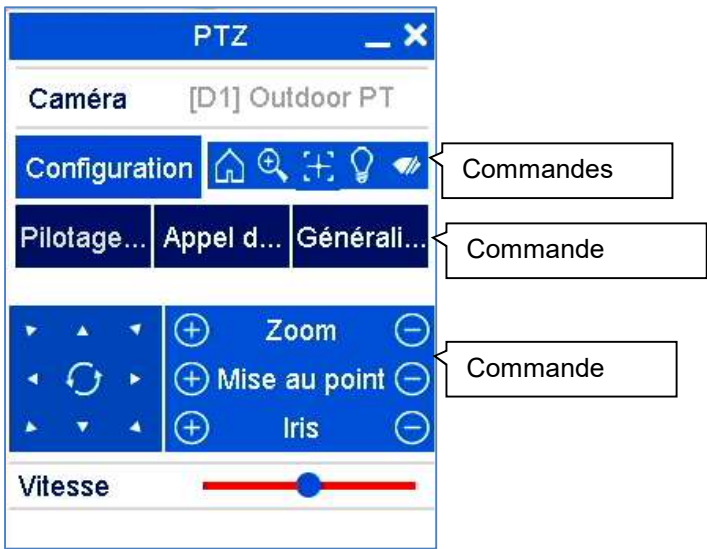 PTZ
Caméra [D1] Outdoor PT
Configuration
Commandes
Pilotage... Appel d... Générali...
Commande
Zoom
Mise au point
Commande
Iris
Vitesse